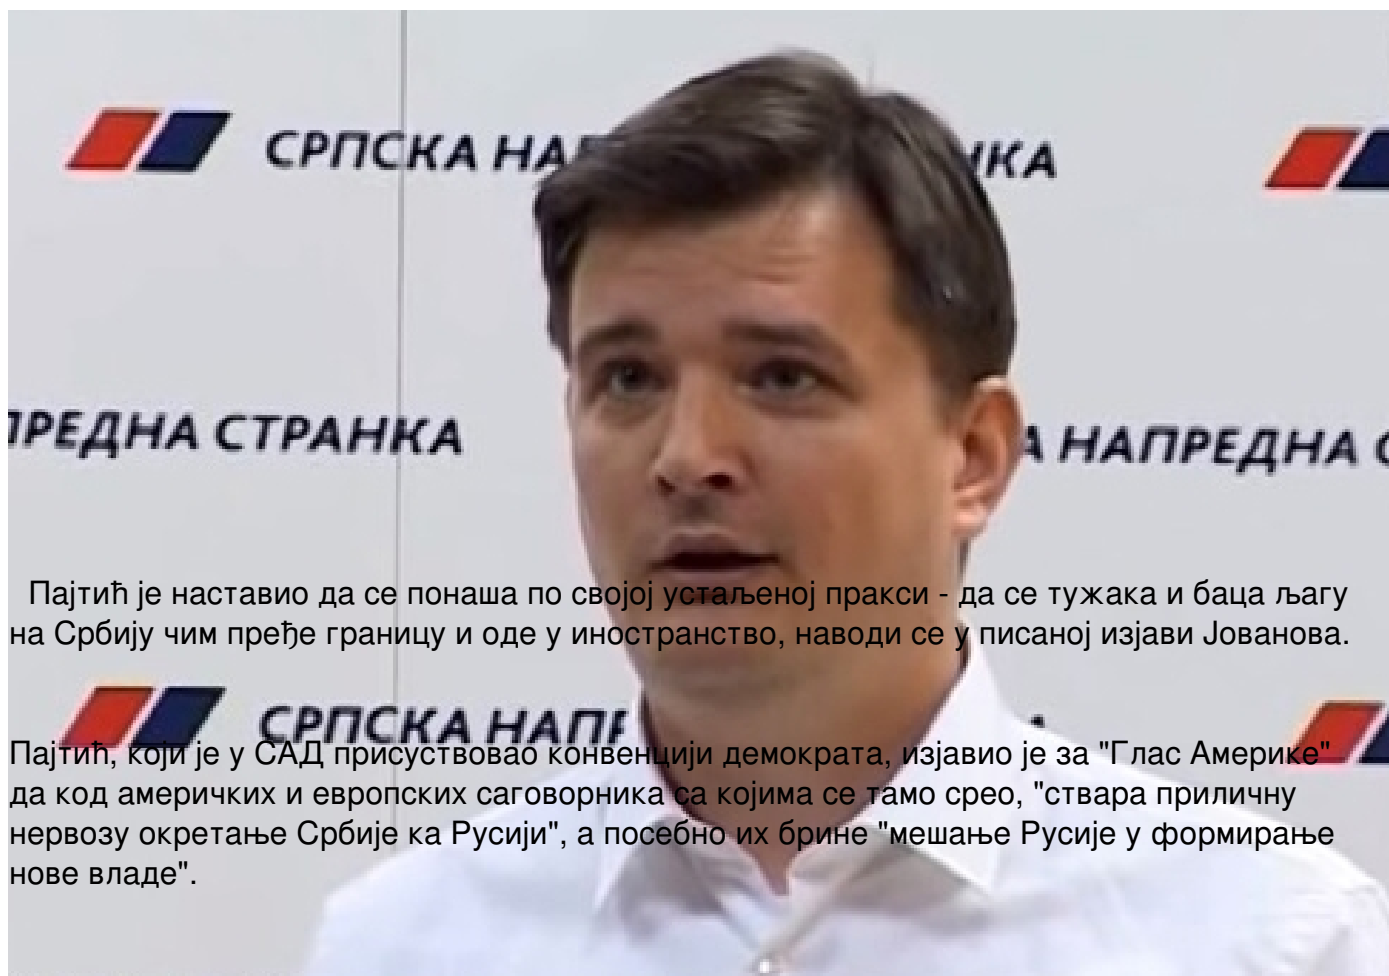 СРПСКА НА НКА
ПРЕДНА СТРАНКА
А НАПРЕДНА С
Пајтић је наставио да се понаша по својој устаљеној пракси - да се тужака и баца љагу
на Србију чим пређе границу и оде у иностранство, наводи се у писаној изјави Јованова.
СРПСКА НАПР
Пајтић, који је у САД присуствовао конвенцији демократа, изјавио је за "Глас Америке"
да код америчких и европских саговорника са којима се тамо срео, "ствара приличну
нервозу окретање Србије ка Русији", а посебно их брине "мешање Русије у формирање
нове владе".